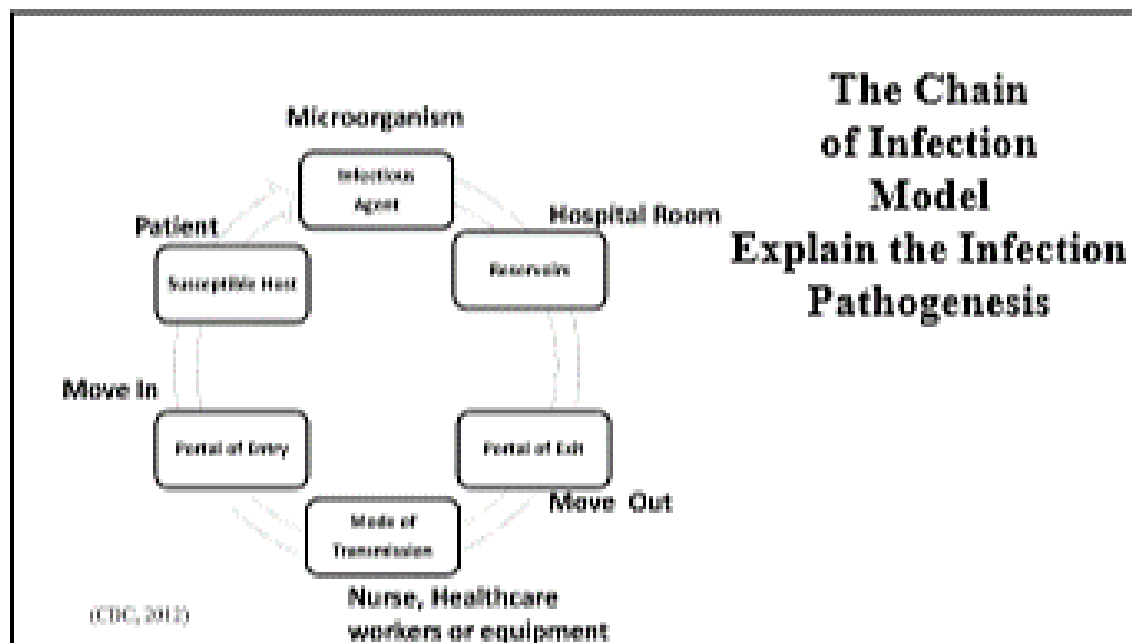 The Chain
of Infection
Model
Explain the Infection
Pathogenesis
Microorganism
Infectious
Agent
Hospital Room
Reservoirs
Portal of Exit
Move Out
Mode of
Transmission
Nurse, Healthcare
workers or equipment
Portal of Entry
Move In
Patient
Susceptible Host
(CDC, 2012)